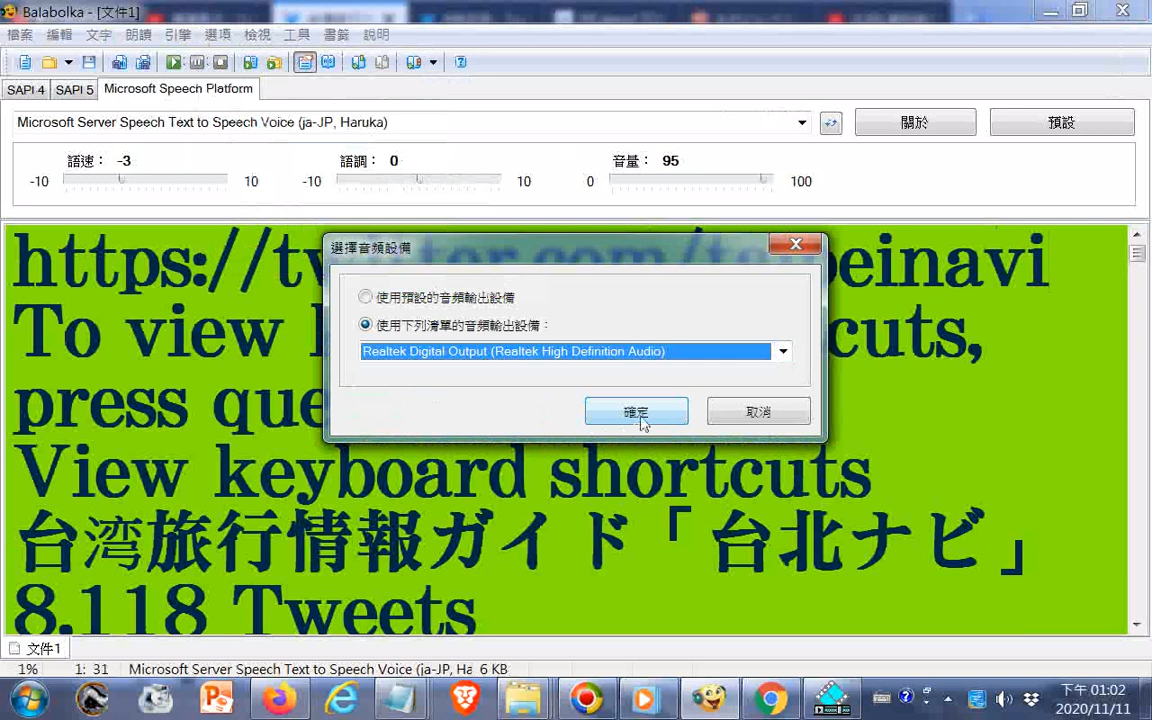 Balabolka - [文件1]
檔案 編輯 文字 朗讀 引擎 選項 檢視 工具 書籤 說明
SAPI 4 SAPI 5 Microsoft Speech Platform
Microsoft Server Speech Text to Speech Voice (ja-JP, Haruka)
關於 預設
語速： -3 語調： 0 音量： 95
-10 10 -10 10 0 100
選擇音頻設備
使用預設的音頻輸出設備
使用下列清單的音頻輸出設備：
Realtek Digital Output (Realtek High Definition Audio)
確定 取消
https://tw
einavi
To view
cuts,
press que
View keyboard shortcuts
台湾旅行情報ガイド「台北ナビ」
8,118 Tweets
文件1
1% 1: 31 Microsoft Server Speech Text to Speech Voice (ja-JP, Ha 6 KB
下午 01:02
2020/11/11